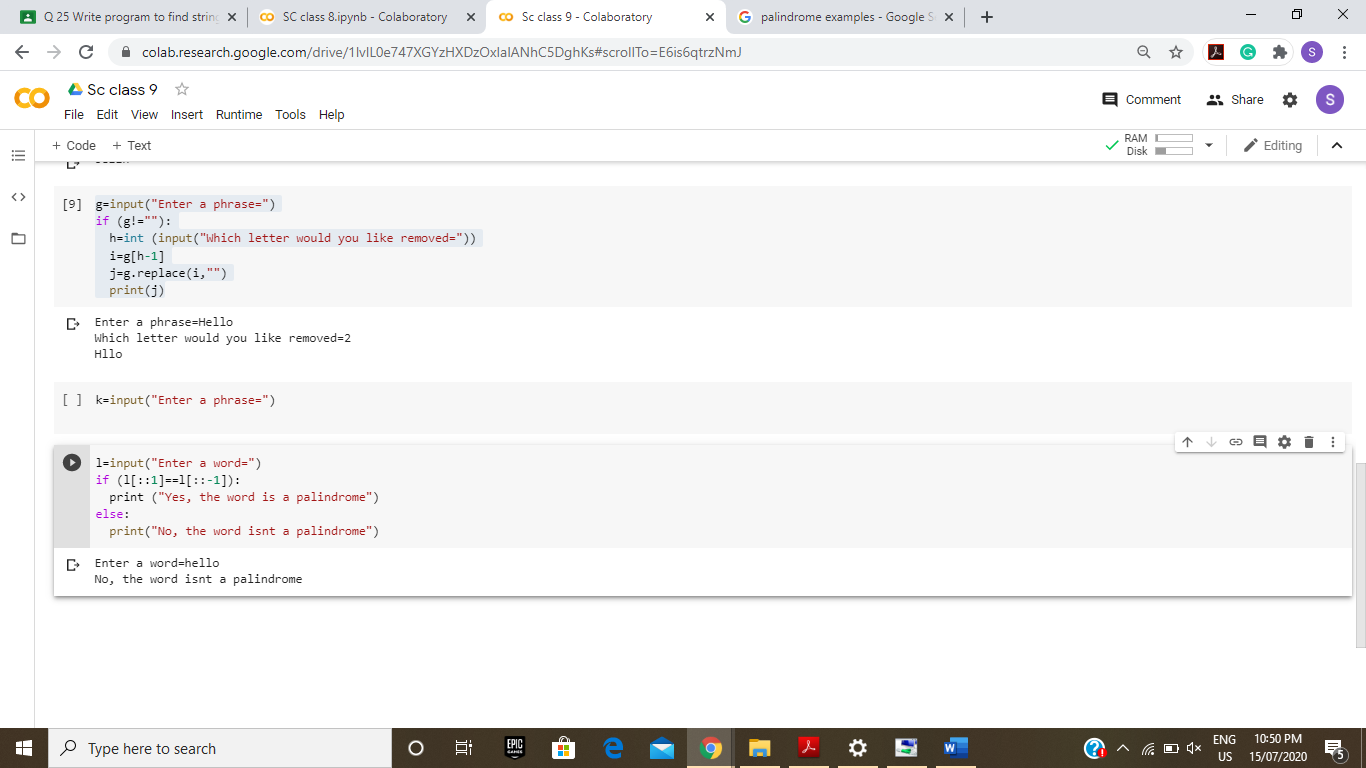 Q 25 Write program to find string
SC class 8.ipynb - Colaboratory
Sc class 9 - Colaboratory
palindrome examples - Google S
colab.research.google.com/drive/1lvIL0e747XGYzHXDzOxlalANhC5DghKs#scrollTo=E6is6qtrzNmJ
S
CO
Sc class 9
File Edit View Insert Runtime Tools Help
Comment Share S
+ Code + Text
RAM
Disk
Editing
[9] g=input("Enter a phrase=")
if (g!=""):
h=int (input("Which letter would you like removed="))
i=g[h-1]
j=g.replace(i,"")
print(j)
Enter a phrase=Hello
Which letter would you like removed=2
Hllo
[ ] k=input("Enter a phrase=")
l=input("Enter a word=")
if (l[::1]==l[::-1]):
print ("Yes, the word is a palindrome")
else:
print("No, the word isnt a palindrome")
Enter a word=hello
No, the word isnt a palindrome
Type here to search
EPIC
GAMES
ENG
US
10:50 PM
15/07/2020
5